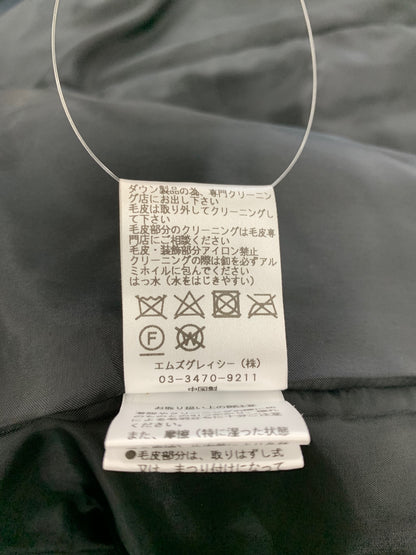 ダウン製品の為、専門クリーニン
グ店にお出し下さい
毛皮は取り外してクリーニングし
て下さい
毛皮部分のクリーニングは毛皮専
門店にご相談ください
毛皮・装飾部分アイロン禁止
クリーニングの際は釦を必ずアル
ミホイルに包んでください
はっ水（水をはじきやすい）
F
W
エムズグレイシー（株）
03-3470-9211
中国製
お取り扱い上の
また、摩擦（特に湿った状態
●毛皮部分は、取りはずし式
又は、まつり付けになって